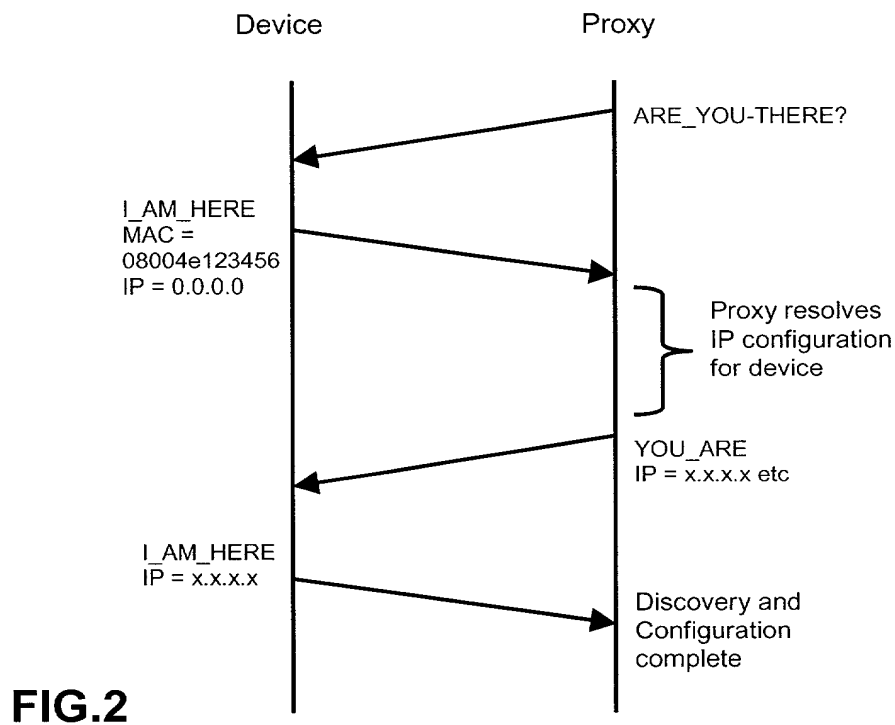 Device
Proxy
ARE_YOU-THERE?
I_AM_HERE
MAC =
08004e123456
IP = 0.0.0.0
Proxy resolves
IP configuration
for device
YOU_ARE
IP = x.x.x.x etc
I_AM_HERE
IP = x.x.x.x
Discovery and
Configuration
complete
FIG.2